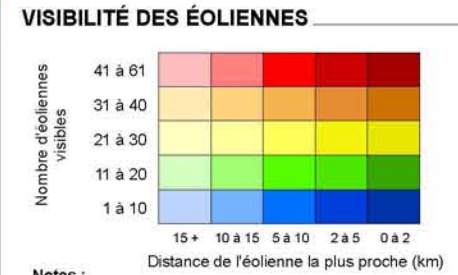 VISIBILITÉ DES ÉOLIENNES
Nombre d'éoliennes
visibles
41 à 61
31 à 40
21 à 30
11 à 20
1 à 10
15 + 10 à 15 5 à 10 2 à 5 0 à 2
Distance de l'éolienne la plus proche (km)
Notes :